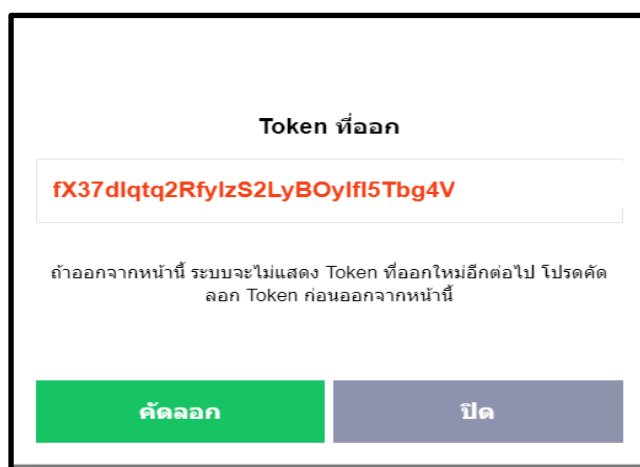 Token ที่ออก
fX37dlqtq2RfylzS2LyBOylfl5Tbg4V
ถ้าออกจากหน้านี้ ระบบจะไม่แสดง Token ที่ออกใหม่อีกต่อไป โปรดคัด
ลอก Token ก่อนออกจากหน้านี้
คัดลอก
ปิด